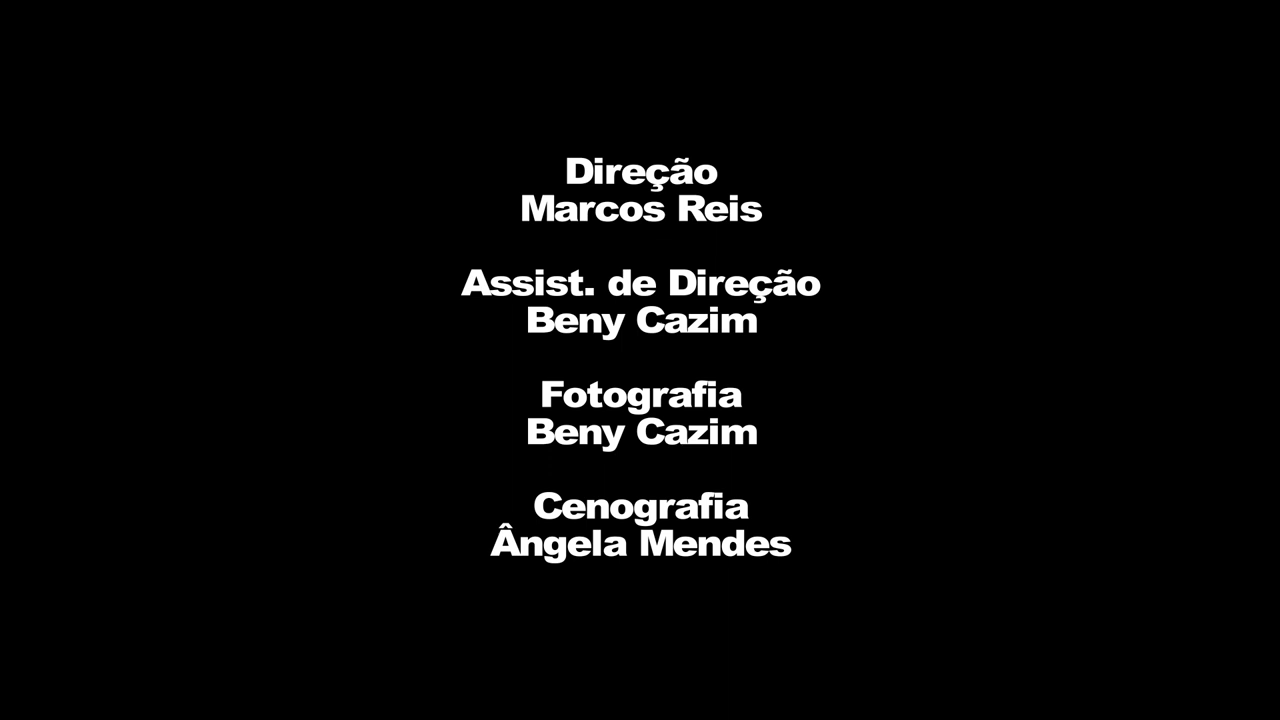 Direção
Marcos Reis
Assist. de Direção
Beny Cazim
Fotografia
Beny Cazim
Cenografia
Ângela Mendes